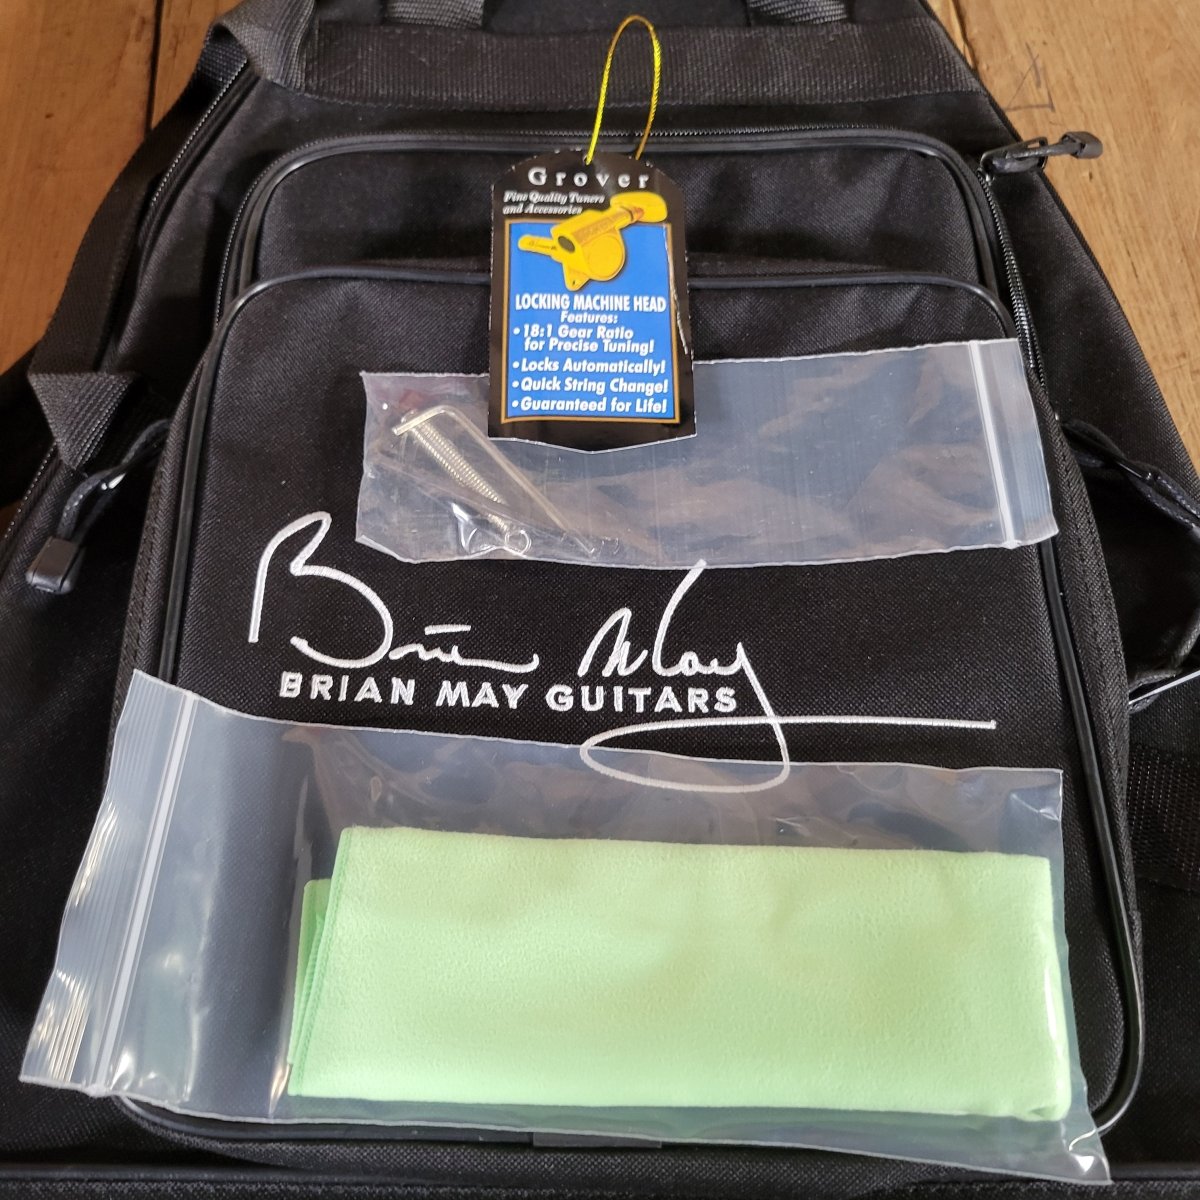 Grover
Fine Quality Tuners
and Accessories
LOCKING MACHINE HEAD
Features:
• 18:1 Gear Ratio
for Precise Tuning!
• Locks Automatically!
• Quick String Change!
• Guaranteed for Life!
Brian May
BRIAN MAY GUITARS